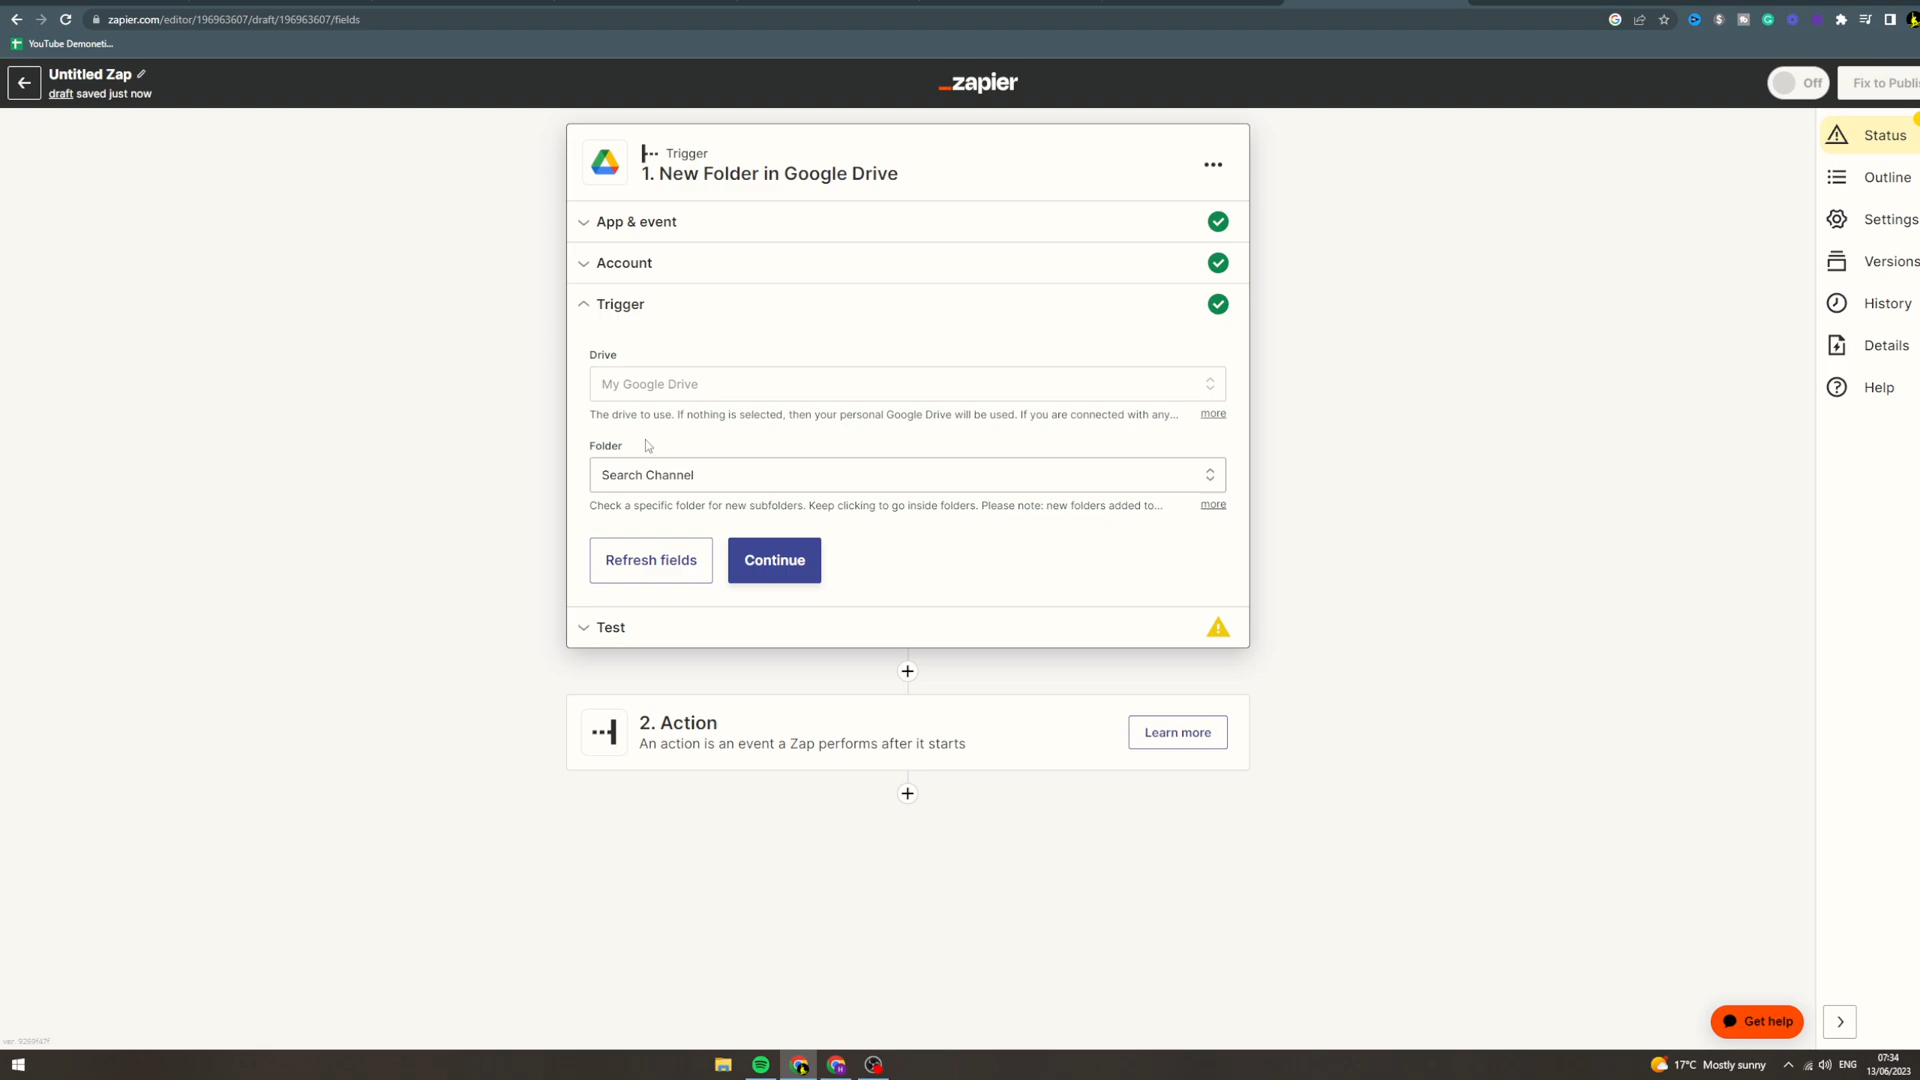 zapier.com/editor/196963607/draft/196963607/fields
YouTube Demoneti...
Untitled Zap
draft saved just now
zapier
Off
Fix to Publis
Trigger
1. New Folder in Google Drive
App & event
Account
Trigger
Drive
My Google Drive
The drive to use. If nothing is selected, then your personal Google Drive will be used. If you are connected with any... more
Folder
Search Channel
Check a specific folder for new subfolders. Keep clicking to go inside folders. Please note: new folders added to... more
Refresh fields
Continue
Test
2. Action
An action is an event a Zap performs after it starts
Learn more
Status
Outline
Settings
Versions
History
Details
Help
Get help
ver. 9269f47f
17°C Mostly sunny
ENG
07:34
13/06/2023